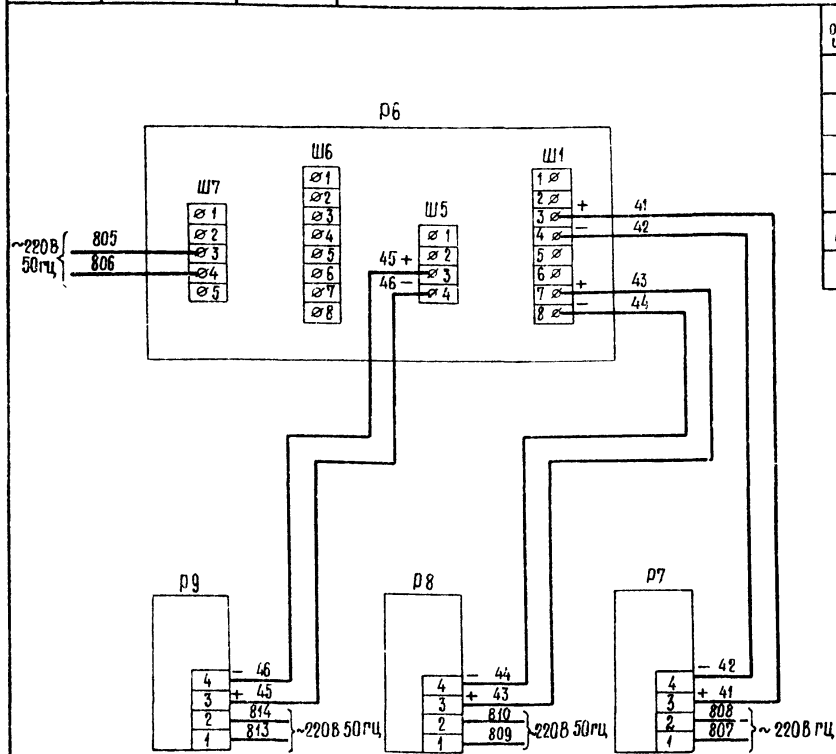 р6
Ш7
ø 1
ø 2
ø 3
ø 4
ø 5
~220В
50гц
805
806
Ш6
ø 1
ø 2
ø 3
ø 4
ø 5
ø 6
ø 7
ø 8
Ш5
ø 1
ø 2
ø 3
ø 4
45 +
46 −
Ш1
1 ø
2 ø
3 ø
4 ø
5 ø
6 ø
7 ø
8 ø
+ 41
− 42
+ 43
− 44
р9
4 − 46
3 + 45
2 814
1 813
~220В 50гц
р8
4 − 44
3 + 43
2 810
1 809
~220В 50гц
р7
4 − 42
3 + 41
2 808
1 807
~ 220В гц